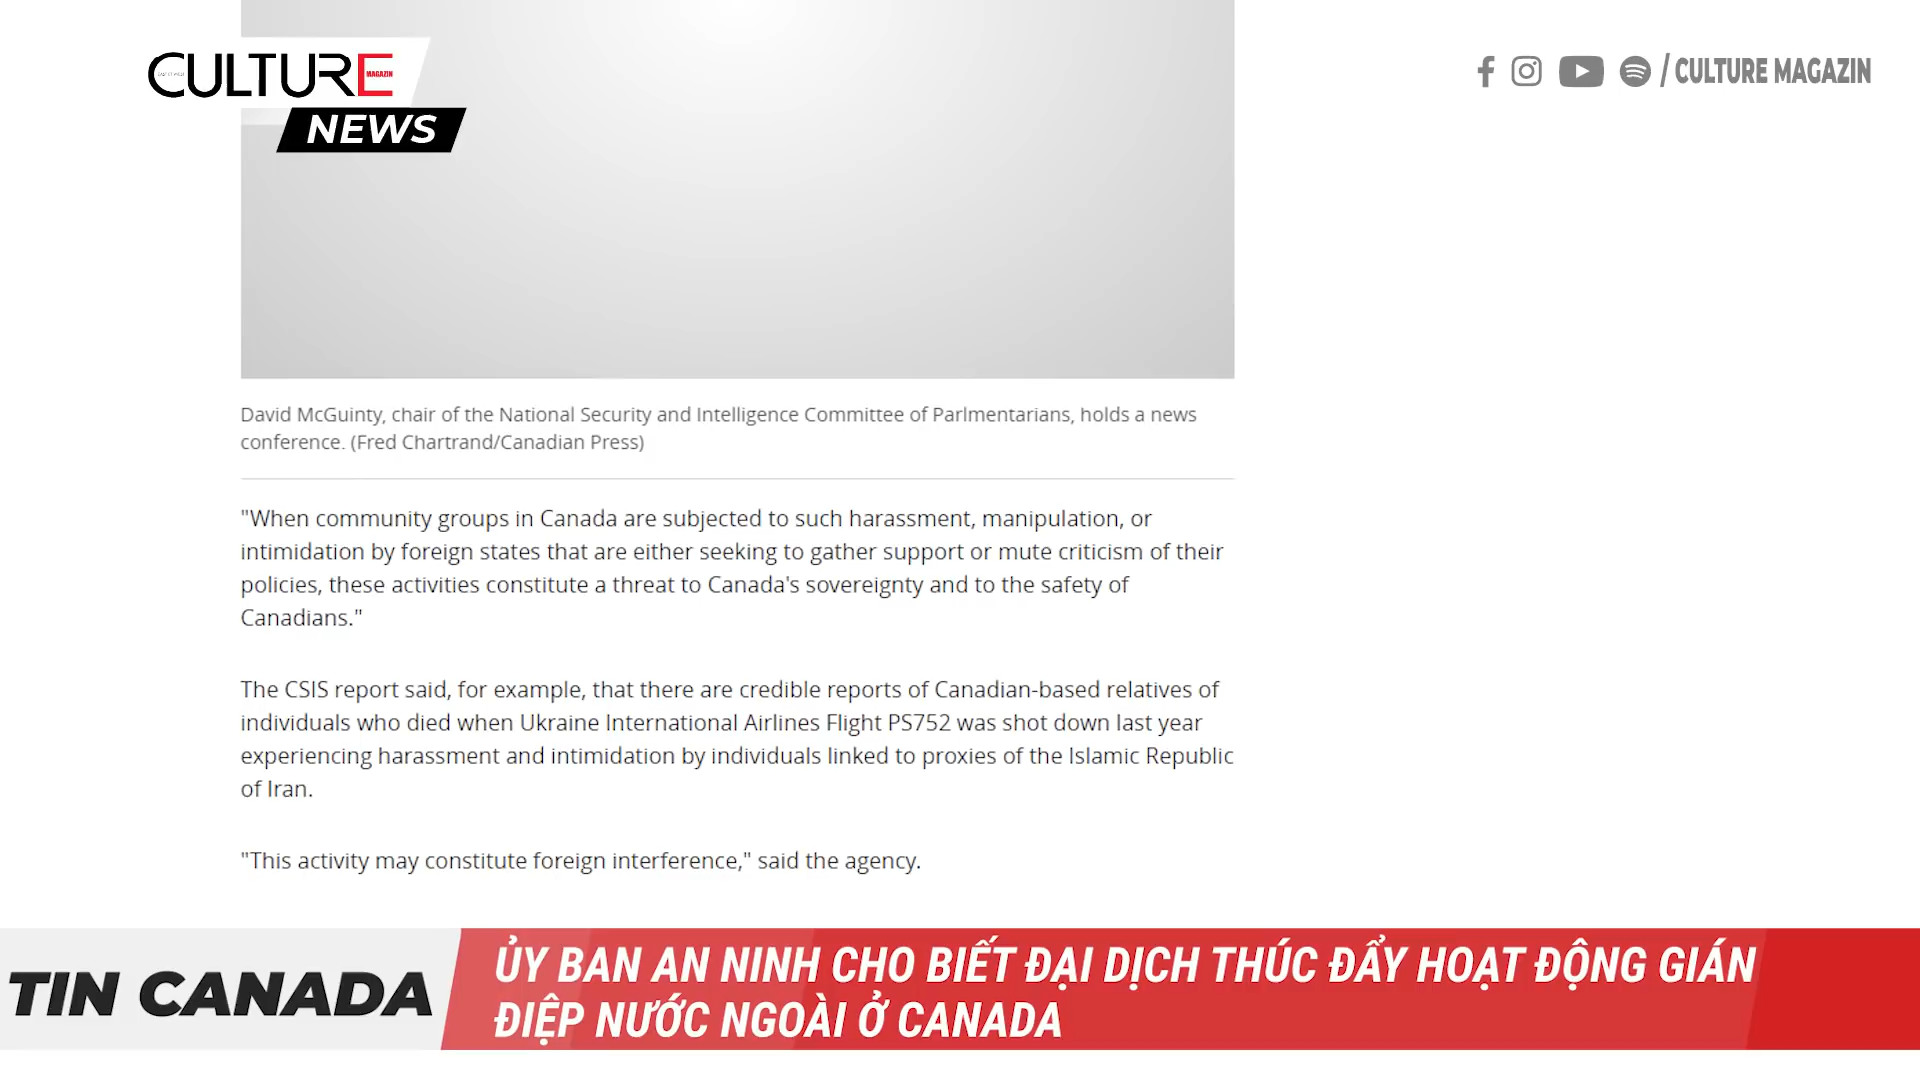 CULTURE
MAGAZIN
NEWS
/ CULTURE MAGAZIN
David McGuinty, chair of the National Security and Intelligence Committee of Parlmentarians, holds a news
conference. (Fred Chartrand/Canadian Press)
"When community groups in Canada are subjected to such harassment, manipulation, or
intimidation by foreign states that are either seeking to gather support or mute criticism of their
policies, these activities constitute a threat to Canada's sovereignty and to the safety of
Canadians."
The CSIS report said, for example, that there are credible reports of Canadian-based relatives of
individuals who died when Ukraine International Airlines Flight PS752 was shot down last year
experiencing harassment and intimidation by individuals linked to proxies of the Islamic Republic
of Iran.
"This activity may constitute foreign interference," said the agency.
TIN CANADA
ỦY BAN AN NINH CHO BIẾT ĐẠI DỊCH THÚC ĐẨY HOẠT ĐỘNG GIÁN
ĐIỆP NƯỚC NGOÀI Ở CANADA